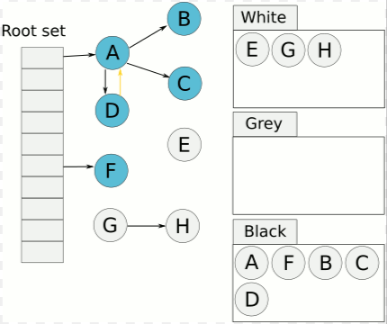 Root set
A
B
C
D
E
F
G H
White
E G H
Grey
Black
A F B C
D